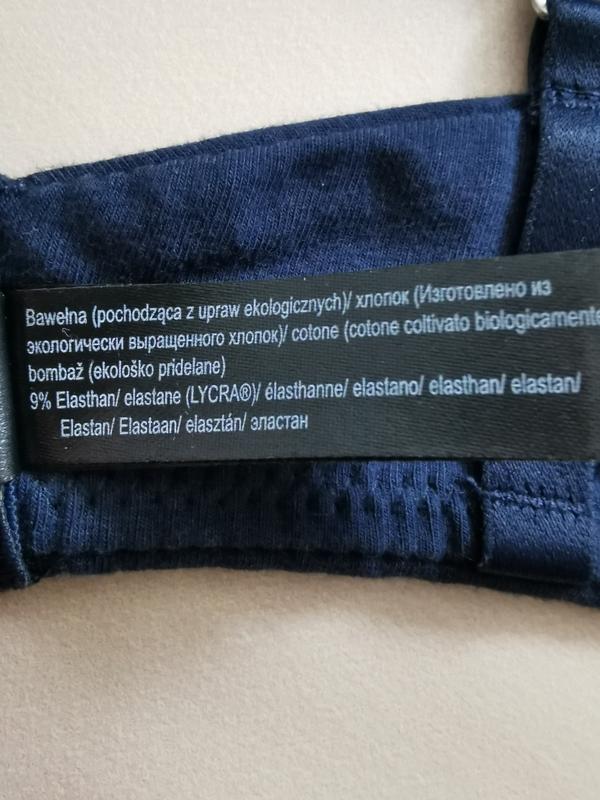 Bawełna (pochodząca z upraw ekologicznych)/ хлопок (Изготовлено из
экологически выращенного хлопок)/ cotone (cotone coltivato biologicamente
bombaž (ekološko pridelane)
9% Elasthan/ elastane (LYCRA®)/ élasthanne/ elastano/ elasthan/ elastan/
Elastan/ Elastaan/ elasztán/ эластан